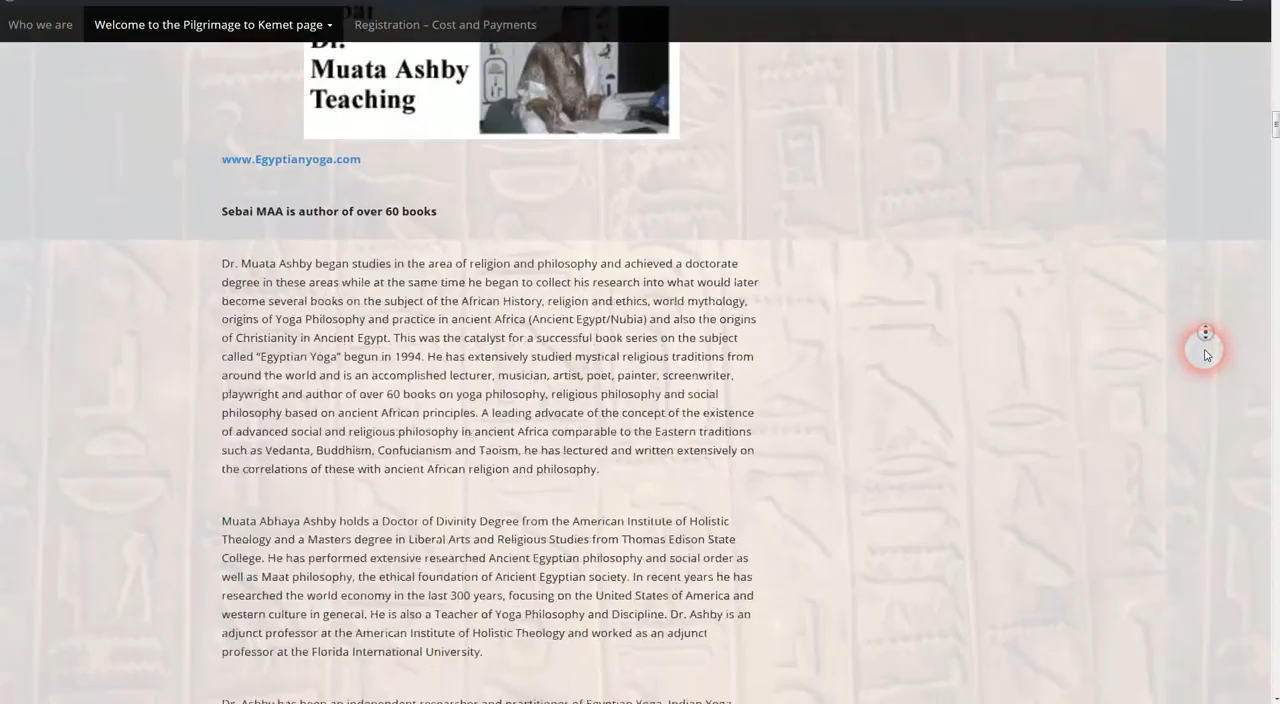 Who we are
Welcome to the Pilgrimage to Kemet page
Registration – Cost and Payments
Dr.
Muata Ashby
Teaching
www.Egyptianyoga.com
Sebai MAA is author of over 60 books
Dr. Muata Ashby began studies in the area of religion and philosophy and achieved a doctorate
degree in these areas while at the same time he began to collect his research into what would later
become several books on the subject of the African History, religion and ethics, world mythology,
origins of Yoga Philosophy and practice in ancient Africa (Ancient Egypt/Nubia) and also the origins
of Christianity in Ancient Egypt. This was the catalyst for a successful book series on the subject
called “Egyptian Yoga” begun in 1994. He has extensively studied mystical religious traditions from
around the world and is an accomplished lecturer, musician, artist, poet, painter, screenwriter,
playwright and author of over 60 books on yoga philosophy, religious philosophy and social
philosophy based on ancient African principles. A leading advocate of the concept of the existence
of advanced social and religious philosophy in ancient Africa comparable to the Eastern traditions
such as Vedanta, Buddhism, Confucianism and Taoism, he has lectured and written extensively on
the correlations of these with ancient African religion and philosophy.
Muata Abhaya Ashby holds a Doctor of Divinity Degree from the American Institute of Holistic
Theology and a Masters degree in Liberal Arts and Religious Studies from Thomas Edison State
College. He has performed extensive researched Ancient Egyptian philosophy and social order as
well as Maat philosophy, the ethical foundation of Ancient Egyptian society. In recent years he has
researched the world economy in the last 300 years, focusing on the United States of America and
western culture in general. He is also a Teacher of Yoga Philosophy and Discipline. Dr. Ashby is an
adjunct professor at the American Institute of Holistic Theology and worked as an adjunct
professor at the Florida International University.
Dr. Ashby has been an independent researcher and practitioner of Egyptian Yoga, Indian Yoga,